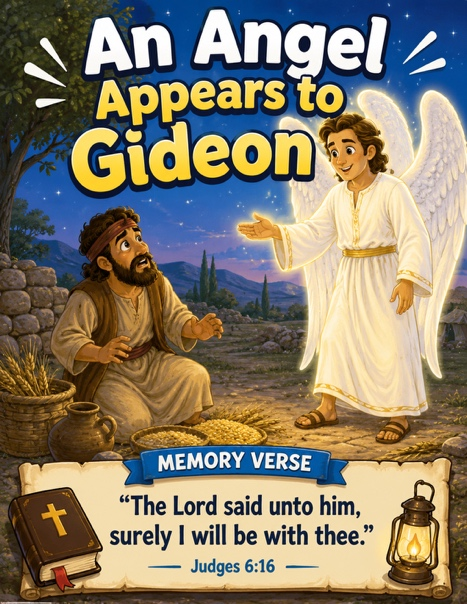 An Angel
Appears to
Gideon
MEMORY VERSE
“The Lord said unto him,
surely I will be with thee.”
Judges 6:16